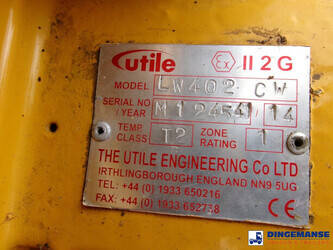 utile Ex II 2 G
MODEL LW402 CW
SERIAL NO / YEAR M12454/14
TEMP CLASS T2 ZONE RATING 1
THE UTILE ENGINEERING Co LTD
IRTHLINGBOROUGH ENGLAND NN9 5UG
TEL: +44 (0) 1933 650216
FAX: +44 (0) 1933 652738 CE
DINGEMANSE